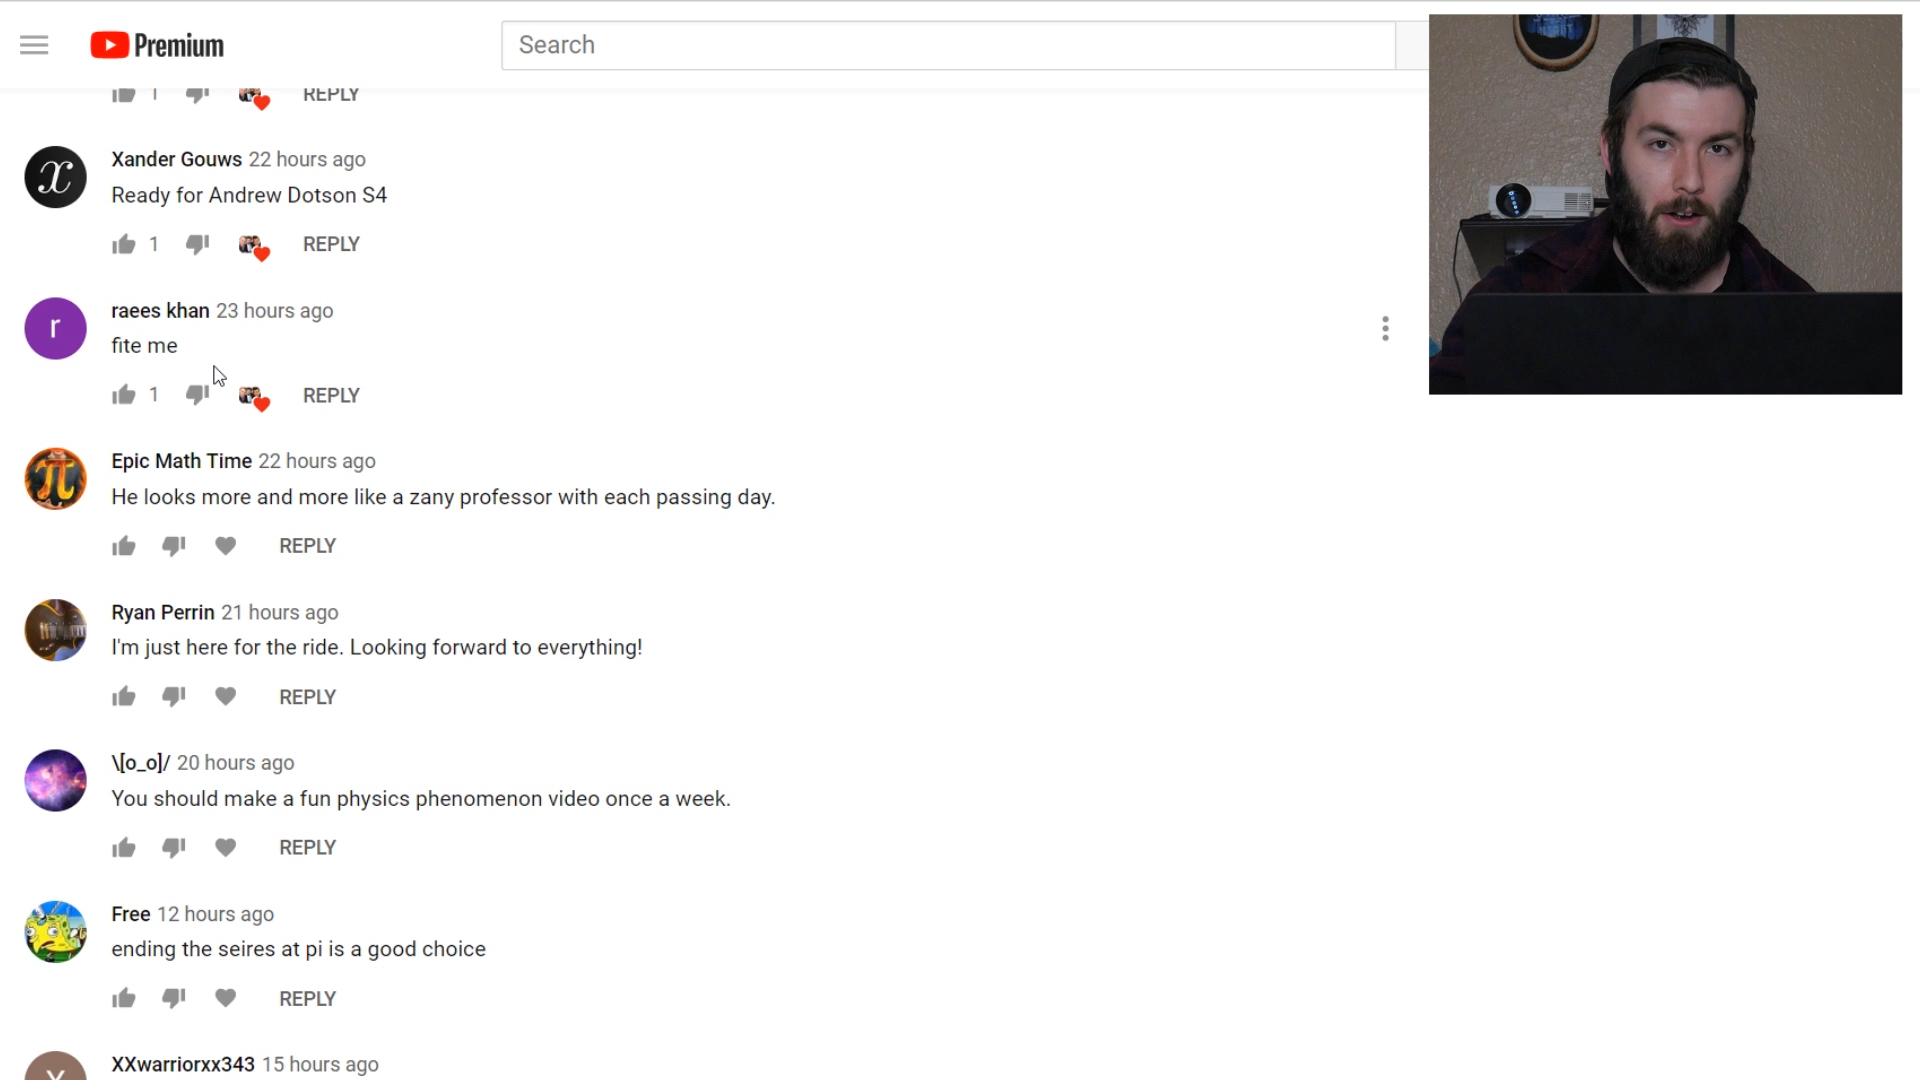 Premium
Search
1 REPLY
Xander Gouws 22 hours ago
Ready for Andrew Dotson S4
1 REPLY
r
raees khan 23 hours ago
fite me
1 REPLY
Epic Math Time 22 hours ago
He looks more and more like a zany professor with each passing day.
REPLY
Ryan Perrin 21 hours ago
I'm just here for the ride. Looking forward to everything!
REPLY
\[o_o]/ 20 hours ago
You should make a fun physics phenomenon video once a week.
REPLY
Free 12 hours ago
ending the seires at pi is a good choice
REPLY
XXwarriorxx343 15 hours ago